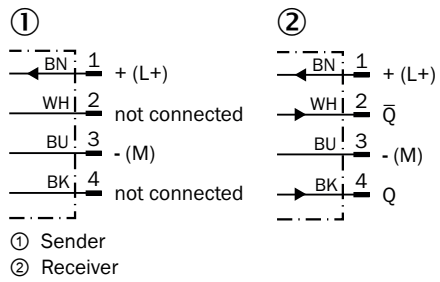 ① ②
BN 1 + (L+)
WH 2 not connected
BU 3 - (M)
BK 4 not connected
BN 1 + (L+)
WH 2 Q̅
BU 3 - (M)
BK 4 Q
① Sender
② Receiver